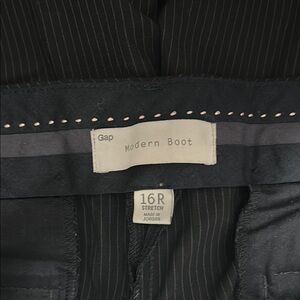 Gap
Modern Boot
16R
STRETCH
MADE IN
JORDAN